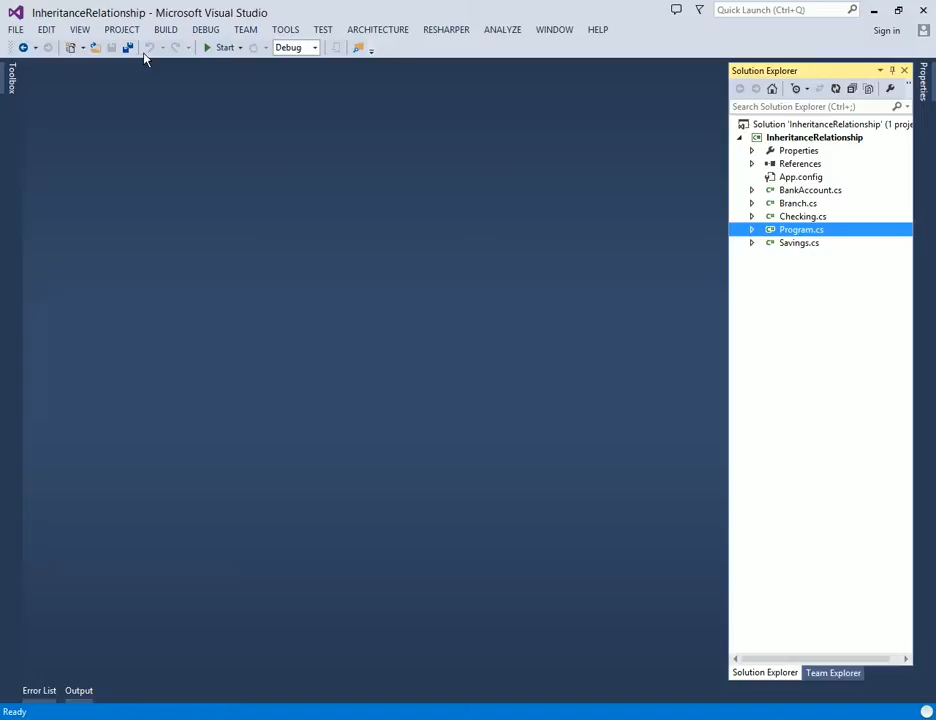 InheritanceRelationship - Microsoft Visual Studio
Quick Launch (Ctrl+Q)
FILE EDIT VIEW PROJECT BUILD DEBUG TEAM TOOLS TEST ARCHITECTURE RESHARPER ANALYZE WINDOW HELP
Sign in
Start Debug
Toolbox
Solution Explorer
Properties
Search Solution Explorer (Ctrl+;)
Solution 'InheritanceRelationship' (1 proje
InheritanceRelationship
Properties
References
App.config
BankAccount.cs
Branch.cs
Checking.cs
Program.cs
Savings.cs
Solution Explorer Team Explorer
Error List Output
Ready